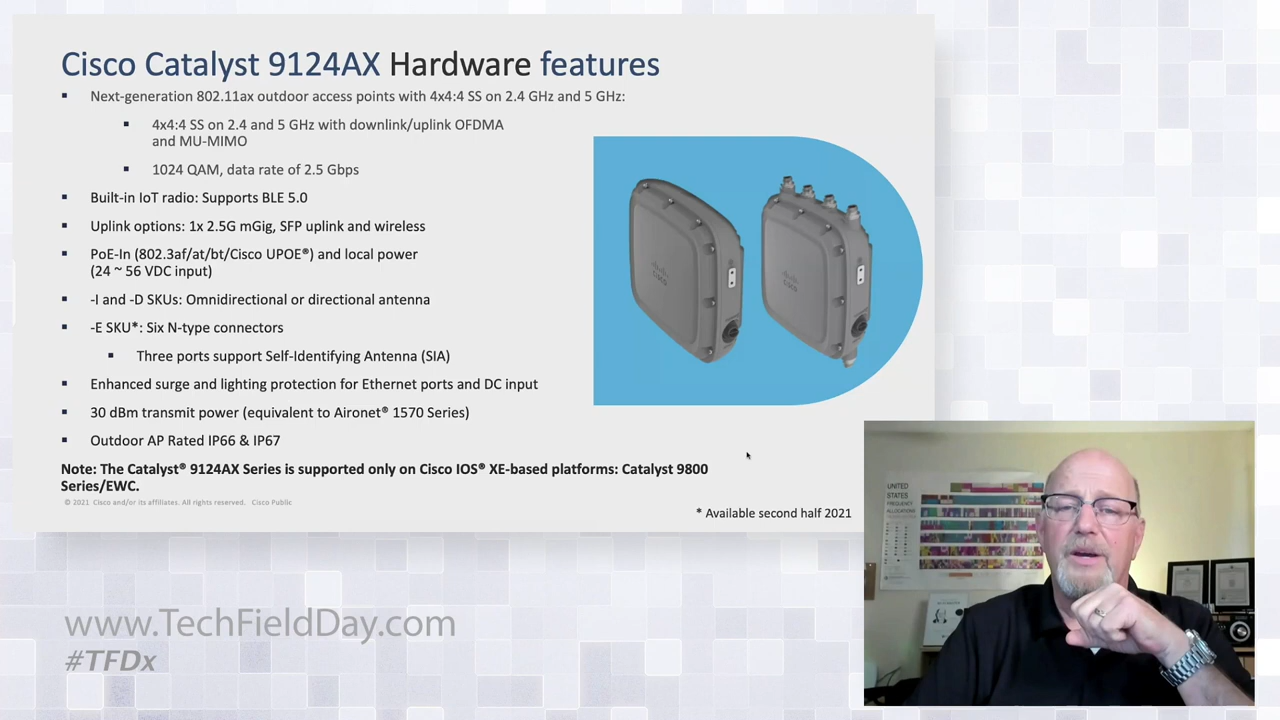 Cisco Catalyst 9124AX Hardware features
▪ Next-generation 802.11ax outdoor access points with 4x4:4 SS on 2.4 GHz and 5 GHz:
▪ 4x4:4 SS on 2.4 and 5 GHz with downlink/uplink OFDMA
and MU-MIMO
▪ 1024 QAM, data rate of 2.5 Gbps
▪ Built-in IoT radio: Supports BLE 5.0
▪ Uplink options: 1x 2.5G mGig, SFP uplink and wireless
▪ PoE-In (802.3af/at/bt/Cisco UPOE®) and local power
(24 ~ 56 VDC input)
▪ -I and -D SKUs: Omnidirectional or directional antenna
▪ -E SKU*: Six N-type connectors
▪ Three ports support Self-Identifying Antenna (SIA)
▪ Enhanced surge and lighting protection for Ethernet ports and DC input
▪ 30 dBm transmit power (equivalent to Aironet® 1570 Series)
▪ Outdoor AP Rated IP66 & IP67
Note: The Catalyst® 9124AX Series is supported only on Cisco IOS® XE-based platforms: Catalyst 9800
Series/EWC.
© 2021 Cisco and/or its affiliates. All rights reserved. Cisco Public
* Available second half 2021
CISCO
CISCO
UNITED
STATES
FREQUENCY
ALLOCATIONS
www.TechFieldDay.com
#TFDx